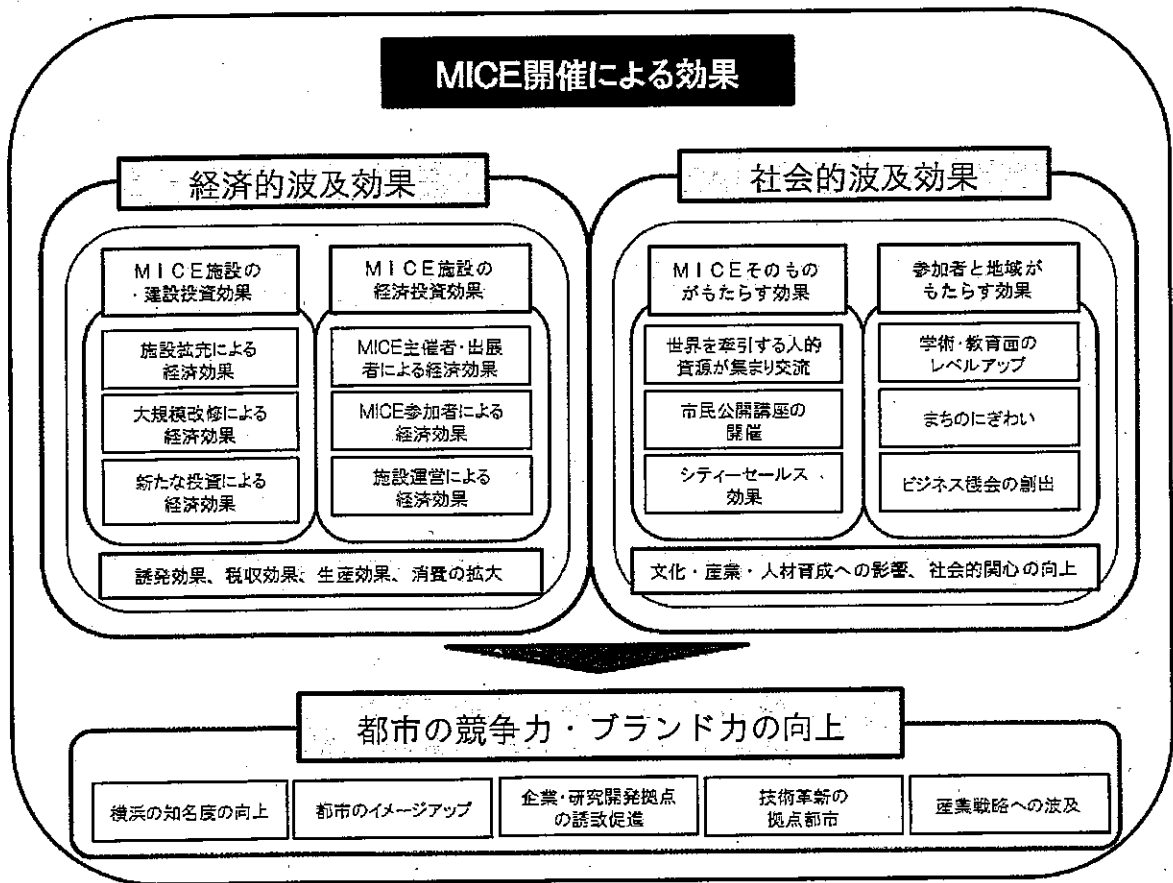 MICE開催による効果
経済的波及効果
MICE施設の
建設投資効果
施設拡充による
経済効果
大規模改修による
経済効果
新たな投資による
経済効果
MICE施設の
経済投資効果
MICE主催者・出展
者による経済効果
MICE参加者による
経済効果
施設運営による
経済効果
誘発効果、税収効果、生産効果、消費の拡大
社会的波及効果
MICEそのもの
がもたらす効果
世界を牽引する人的
資源が集まり交流
市民公開講座の
開催
シティーセールス
効果
参加者と地域が
もたらす効果
学術・教育面の
レベルアップ
まちのにぎわい
ビジネス機会の創出
文化・産業・人材育成への影響、社会的関心の向上
都市の競争力・ブランド力の向上
横浜の知名度の向上
都市のイメージアップ
企業・研究開発拠点
の誘致促進
技術革新の
拠点都市
産業戦略への波及